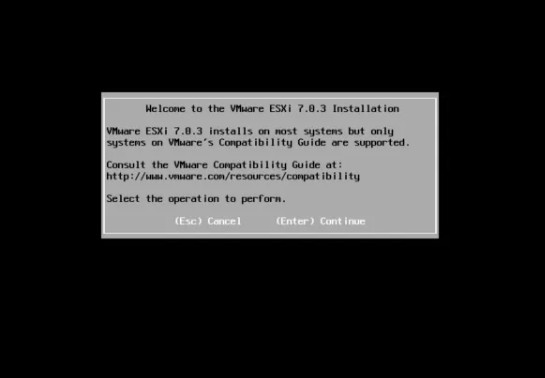 Welcome to the VMware ESXi 7.0.3 Installation
VMware ESXi 7.0.3 installs on most systems but only
systems on VMware's Compatibility Guide are supported.
Consult the VMware Compatibility Guide at:
http://www.vmware.com/resources/compatibility
Select the operation to perform.
(Esc) Cancel (Enter) Continue